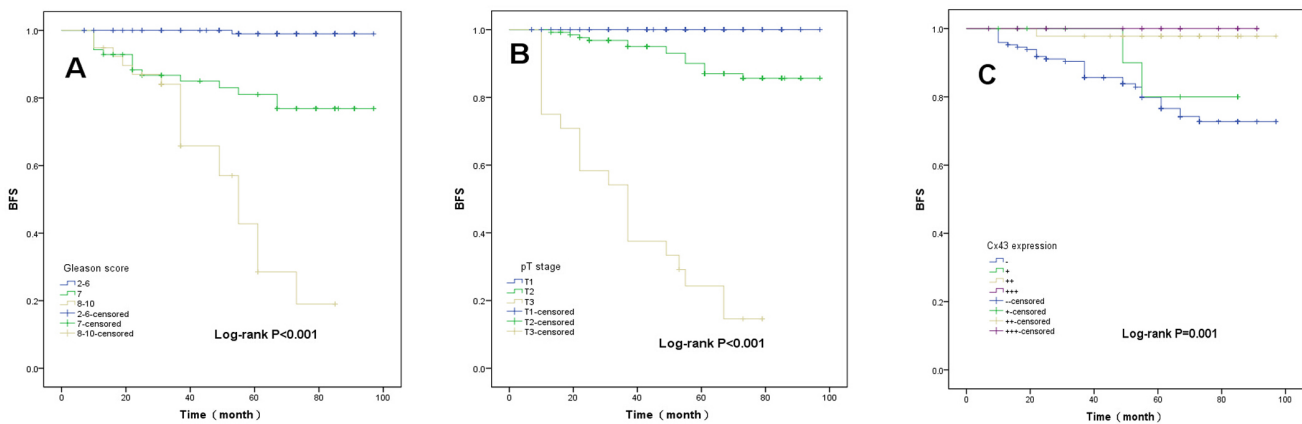 A
BFS
1.0
0.8
0.6
0.4
0.2
0.0
Gleason score
2-6
7
8-10
2-6-censored
7-censored
8-10-censored
Log-rank P<0.001
0 20 40 60 80 100
Time（month）
B
BFS
1.0
0.8
0.6
0.4
0.2
0.0
pT stage
T1
T2
T3
T1-censored
T2-censored
T3-censored
Log-rank P<0.001
0 20 40 60 80 100
Time（month）
C
BFS
1.0
0.8
0.6
0.4
0.2
0.0
Cx43 expression
-
+
++
+++
--censored
+-censored
++-censored
+++-censored
Log-rank P=0.001
0 20 40 60 80 100
Time（month）